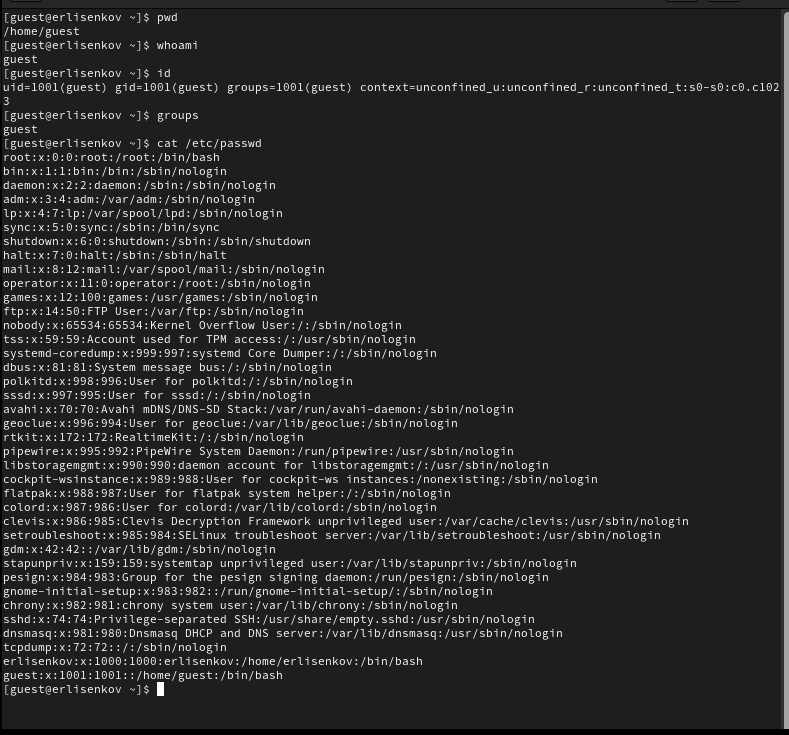 [guest@erlisenkov ~]$ pwd
/home/guest
[guest@erlisenkov ~]$ whoami
guest
[guest@erlisenkov ~]$ id
uid=1001(guest) gid=1001(guest) groups=1001(guest) context=unconfined_u:unconfined_r:unconfined_t:s0-s0:c0.c102
3
[guest@erlisenkov ~]$ groups
guest
[guest@erlisenkov ~]$ cat /etc/passwd
root:x:0:0:root:/root:/bin/bash
bin:x:1:1:bin:/bin:/sbin/nologin
daemon:x:2:2:daemon:/sbin:/sbin/nologin
adm:x:3:4:adm:/var/adm:/sbin/nologin
lp:x:4:7:lp:/var/spool/lpd:/sbin/nologin
sync:x:5:0:sync:/sbin:/bin/sync
shutdown:x:6:0:shutdown:/sbin:/sbin/shutdown
halt:x:7:0:halt:/sbin:/sbin/halt
mail:x:8:12:mail:/var/spool/mail:/sbin/nologin
operator:x:11:0:operator:/root:/sbin/nologin
games:x:12:100:games:/usr/games:/sbin/nologin
ftp:x:14:50:FTP User:/var/ftp:/sbin/nologin
nobody:x:65534:65534:Kernel Overflow User:/:/sbin/nologin
tss:x:59:59:Account used for TPM access:/:/usr/sbin/nologin
systemd-coredump:x:999:997:systemd Core Dumper:/:/sbin/nologin
dbus:x:81:81:System message bus:/:/sbin/nologin
polkitd:x:998:996:User for polkitd:/:/sbin/nologin
sssd:x:997:995:User for sssd:/:/sbin/nologin
avahi:x:70:70:Avahi mDNS/DNS-SD Stack:/var/run/avahi-daemon:/sbin/nologin
geoclue:x:996:994:User for geoclue:/var/lib/geoclue:/sbin/nologin
rtkit:x:172:172:RealtimeKit:/:/sbin/nologin
pipewire:x:995:992:PipeWire System Daemon:/run/pipewire:/usr/sbin/nologin
libstoragemgmt:x:990:990:daemon account for libstoragemgmt:/:/usr/sbin/nologin
cockpit-wsinstance:x:989:988:User for cockpit-ws instances:/nonexisting:/sbin/nologin
flatpak:x:988:987:User for flatpak system helper:/:/sbin/nologin
colord:x:987:986:User for colord:/var/lib/colord:/sbin/nologin
clevis:x:986:985:Clevis Decryption Framework unprivileged user:/var/cache/clevis:/usr/sbin/nologin
setroubleshoot:x:985:984:SELinux troubleshoot server:/var/lib/setroubleshoot:/usr/sbin/nologin
gdm:x:42:42::/var/lib/gdm:/sbin/nologin
stapunpriv:x:159:159:systemtap unprivileged user:/var/lib/stapunpriv:/sbin/nologin
pesign:x:984:983:Group for the pesign signing daemon:/run/pesign:/sbin/nologin
gnome-initial-setup:x:983:982::/run/gnome-initial-setup/:/sbin/nologin
chrony:x:982:981:chrony system user:/var/lib/chrony:/sbin/nologin
sshd:x:74:74:Privilege-separated SSH:/usr/share/empty.sshd:/usr/sbin/nologin
dnsmasq:x:981:980:Dnsmasq DHCP and DNS server:/var/lib/dnsmasq:/usr/sbin/nologin
tcpdump:x:72:72::/:/sbin/nologin
erlisenkov:x:1000:1000:erlisenkov:/home/erlisenkov:/bin/bash
guest:x:1001:1001::/home/guest:/bin/bash
[guest@erlisenkov ~]$